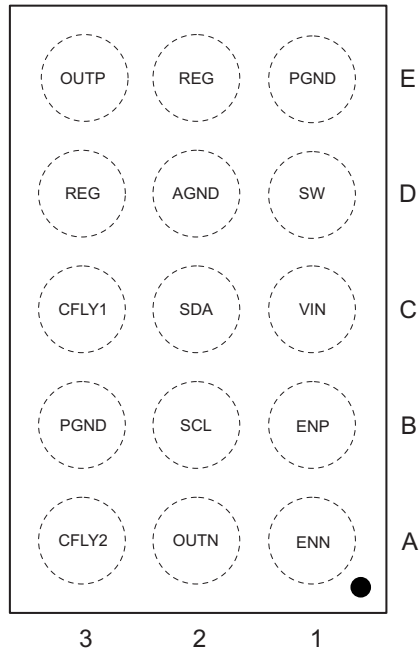 OUTP REG PGND E
REG AGND SW D
CFLY1 SDA VIN C
PGND SCL ENP B
CFLY2 OUTN ENN A
3 2 1